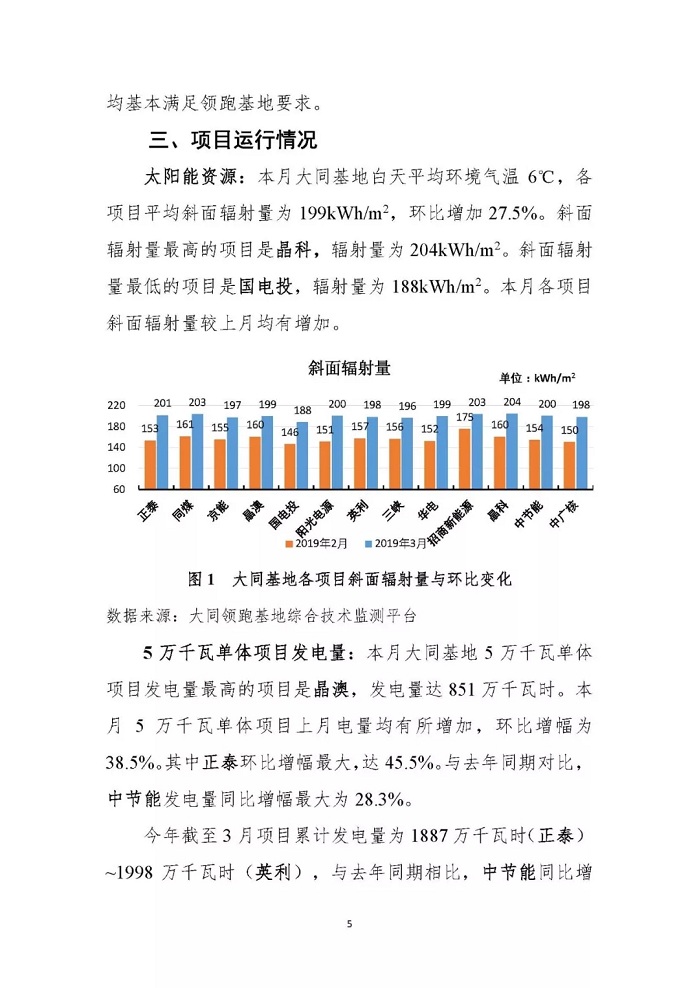 均基本满足领跑基地要求。
三、项目运行情况
太阳能资源：本月大同基地白天平均环境气温 6℃，各
项目平均斜面辐射量为 199kWh/m²，环比增加 27.5%。斜面
辐射量最高的项目是晶科，辐射量为 204kWh/m²。斜面辐射
量最低的项目是国电投，辐射量为 188kWh/m²。本月各项目
斜面辐射量较上月均有增加。
斜面辐射量
单位：kWh/m²
220
180
140
100
60
153 201 161 203 155 197 160 199 146 188 151 200 157 198 156 196 152 199 175 203 160 204 154 200 150 198
正泰 同煤 京能 晶澳 国电投 阳光电源 英利 三峡 华电 招商新能源 晶科 中节能 中广核
2019年2月 2019年3月
图 1 大同基地各项目斜面辐射量与环比变化
数据来源：大同领跑基地综合技术监测平台
5 万千瓦单体项目发电量：本月大同基地 5 万千瓦单体
项目发电量最高的项目是晶澳，发电量达 851 万千瓦时。本
月 5 万千瓦单体项目上月电量均有所增加，环比增幅为
38.5%。其中正泰环比增幅最大，达 45.5%。与去年同期对比，
中节能发电量同比增幅最大为 28.3%。
今年截至 3 月项目累计发电量为 1887 万千瓦时（正泰）
~1998 万千瓦时（英利），与去年同期相比，中节能同比增
5